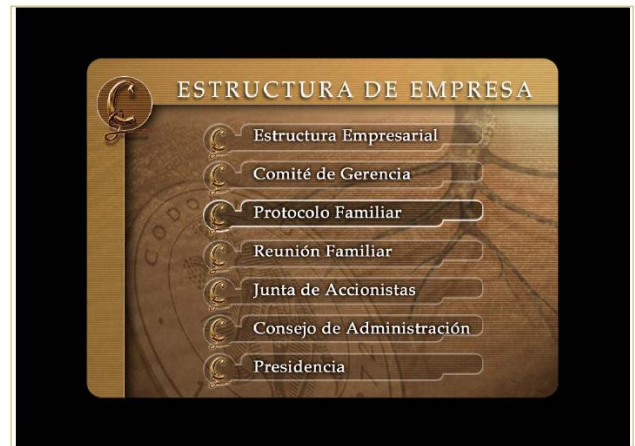 ESTRUCTURA DE EMPRESA
Estructura Empresarial
Comité de Gerencia
Protocolo Familiar
Reunión Familiar
Junta de Accionistas
Consejo de Administración
Presidencia